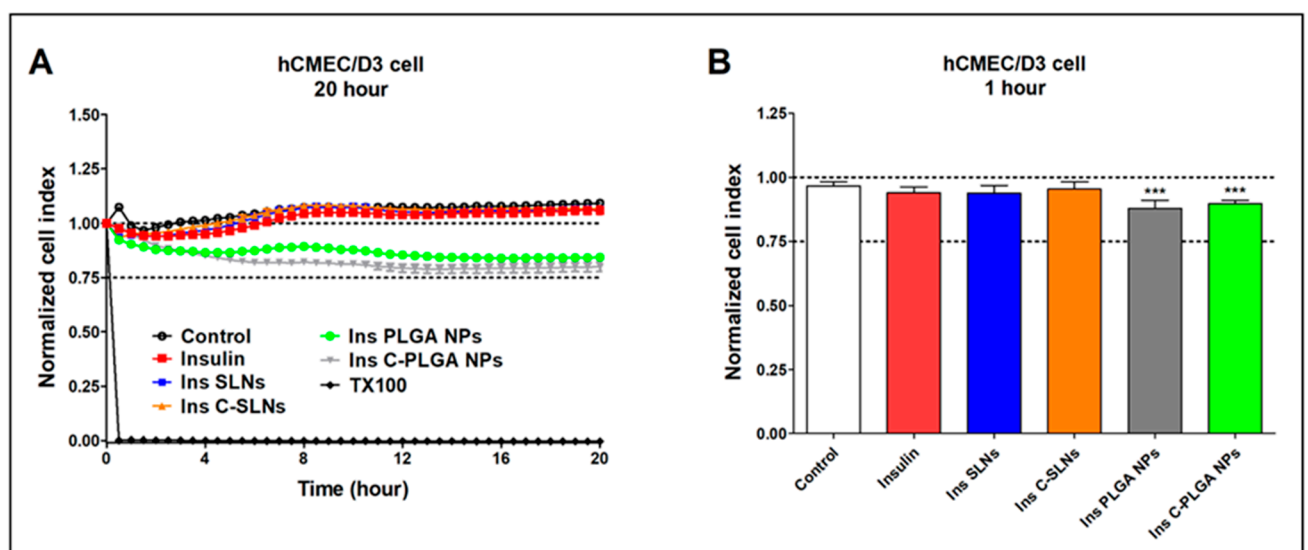 A
hCMEC/D3 cell
20 hour
Normalized cell index
1.50
1.25
1.00
0.75
0.50
0.25
0.00
Control
Insulin
Ins SLNs
Ins C-SLNs
Ins PLGA NPs
Ins C-PLGA NPs
TX100
0
4
8
12
16
20
Time (hour)
B
hCMEC/D3 cell
1 hour
Normalized cell index
1.25
1.00
0.75
0.50
0.25
0.00
***
***
Control
Insulin
Ins SLNs
Ins C-SLNs
Ins PLGA NPs
Ins C-PLGA NPs